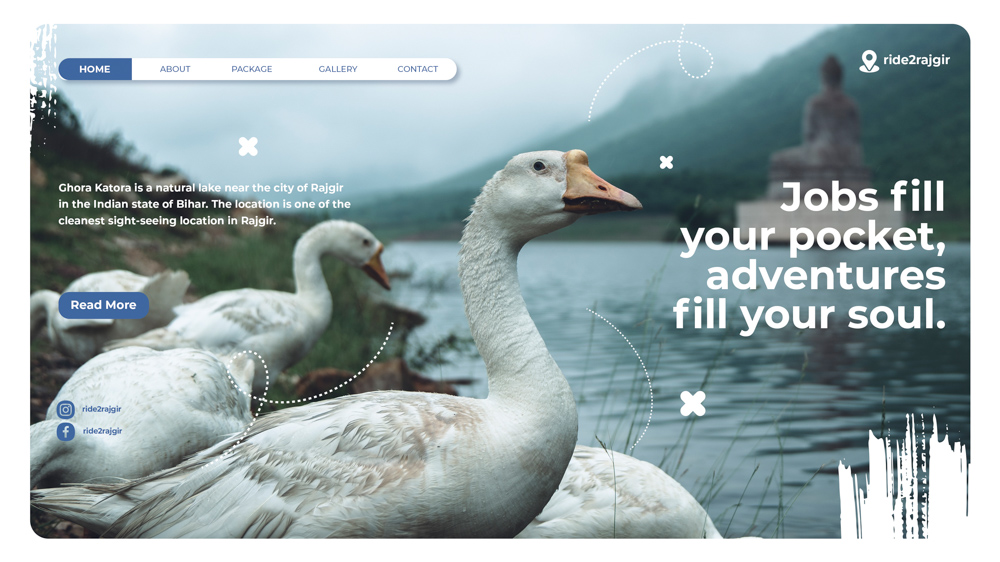 HOME ABOUT PACKAGE GALLERY CONTACT
ride2rajgir
Ghora Katora is a natural lake near the city of Rajgir
in the Indian state of Bihar. The location is one of the
cleanest sight-seeing location in Rajgir.
Jobs fill
your pocket,
adventures
fill your soul.
Read More
ride2rajgir
ride2rajgir